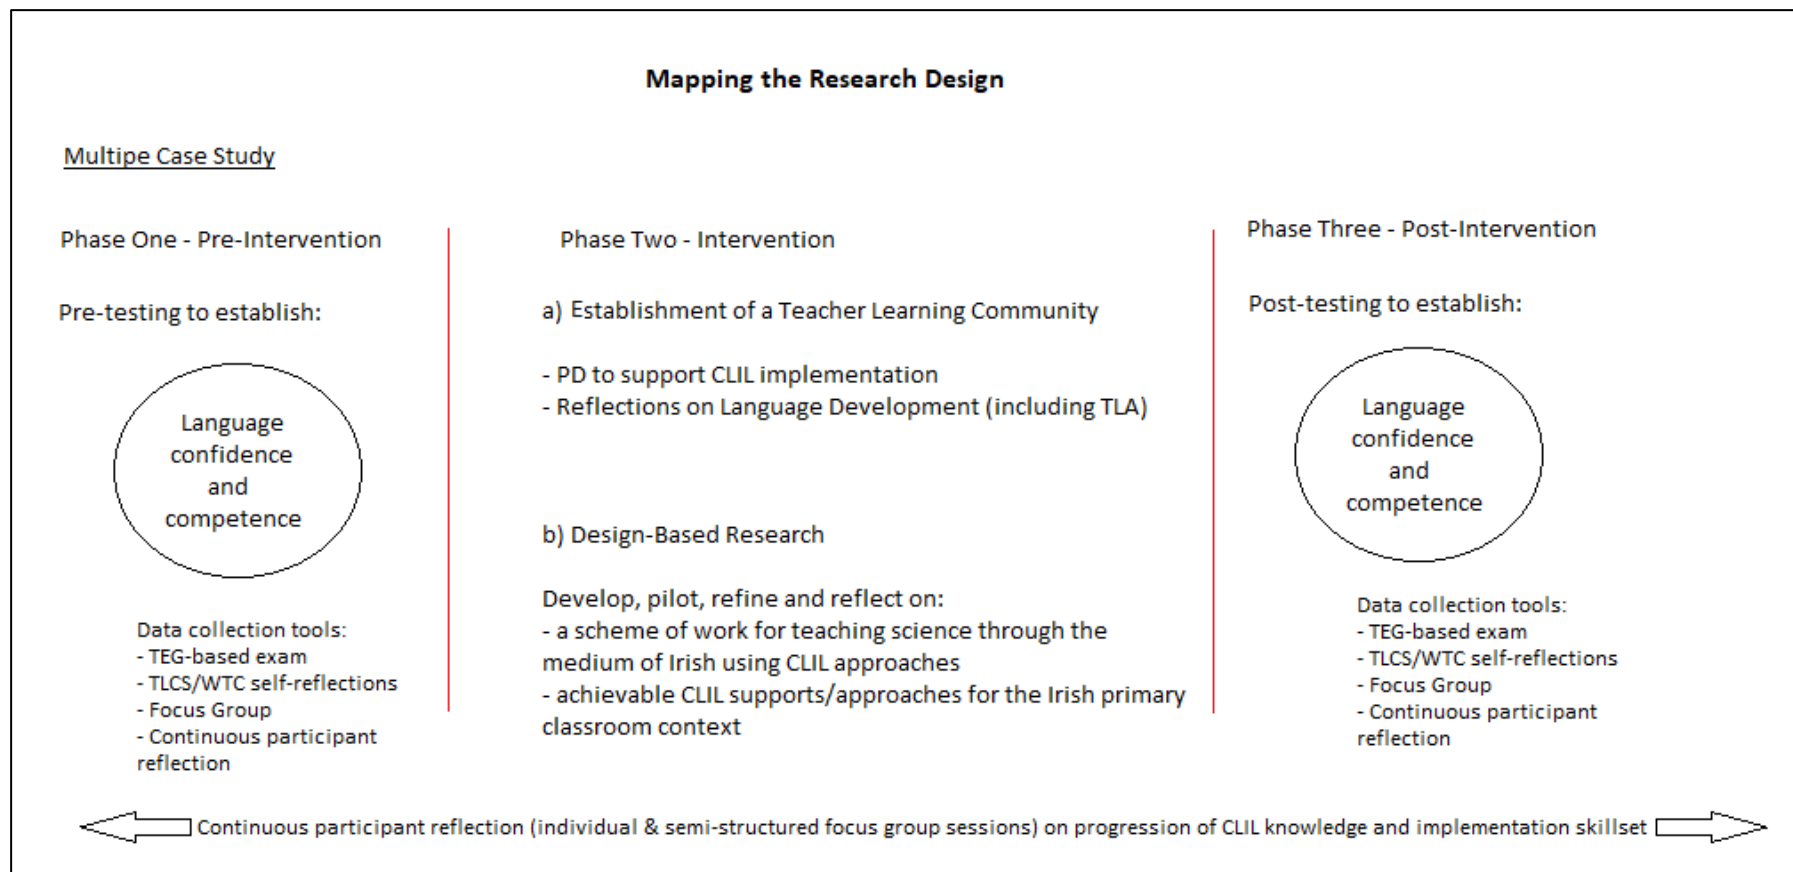 Mapping the Research Design
Multipe Case Study
Phase One - Pre-Intervention
Pre-testing to establish:
Language
confidence
and
competence
Data collection tools:
- TEG-based exam
- TLCS/WTC self-reflections
- Focus Group
- Continuous participant
reflection
Phase Two - Intervention
a) Establishment of a Teacher Learning Community
- PD to support CLIL implementation
- Reflections on Language Development (including TLA)
b) Design-Based Research
Develop, pilot, refine and reflect on:
- a scheme of work for teaching science through the
medium of Irish using CLIL approaches
- achievable CLIL supports/approaches for the Irish primary
classroom context
Phase Three - Post-Intervention
Post-testing to establish:
Language
confidence
and
competence
Data collection tools:
- TEG-based exam
- TLCS/WTC self-reflections
- Focus Group
- Continuous participant
reflection
Continuous participant reflection (individual & semi-structured focus group sessions) on progression of CLIL knowledge and implementation skillset